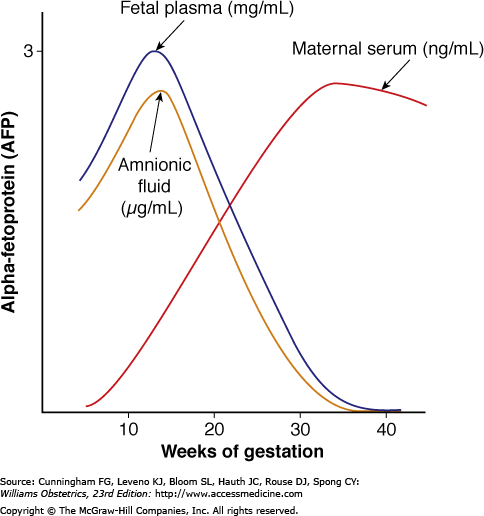 Fetal plasma (mg/mL)
3
Maternal serum (ng/mL)
Amnionic
fluid
(μg/mL)
Alpha-fetoprotein (AFP)
10 20 30 40
Weeks of gestation
Source: Cunningham FG, Leveno KJ, Bloom SL, Hauth JC, Rouse DJ, Spong CY:
Williams Obstetrics, 23rd Edition: http://www.accessmedicine.com
Copyright © The McGraw-Hill Companies, Inc. All rights reserved.